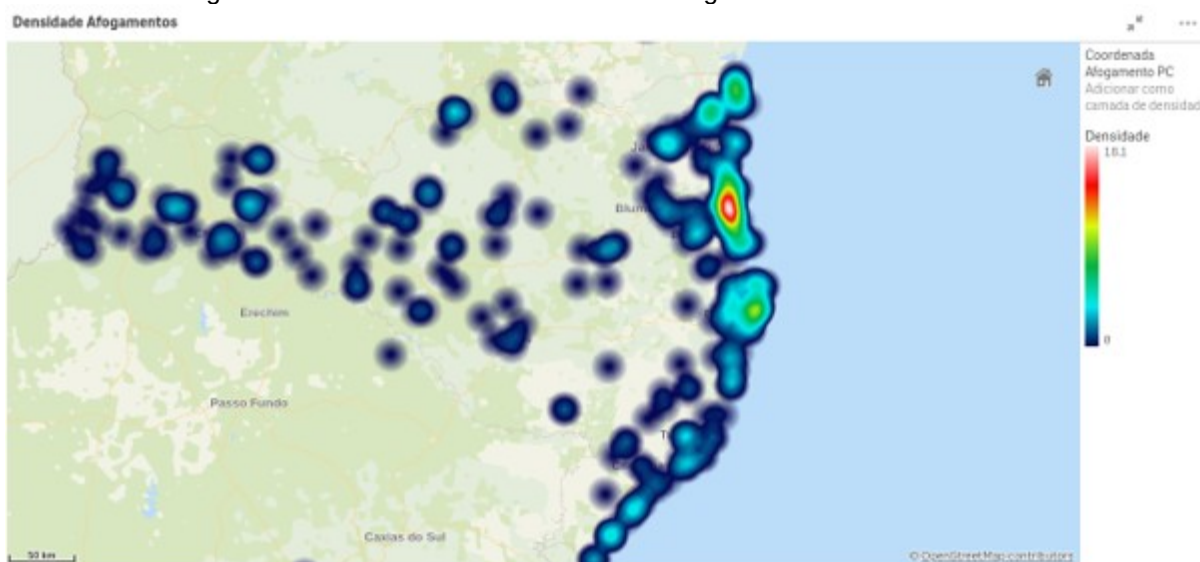 Densidade Afogamentos
...
Coordenada
Afogamento PC
Adicionar como
camada de densidad
Densidade
18.1
0
Blum
Erechim
Passo Fundo
Caxias do Sul
50 km
© OpenStreetMap contributors